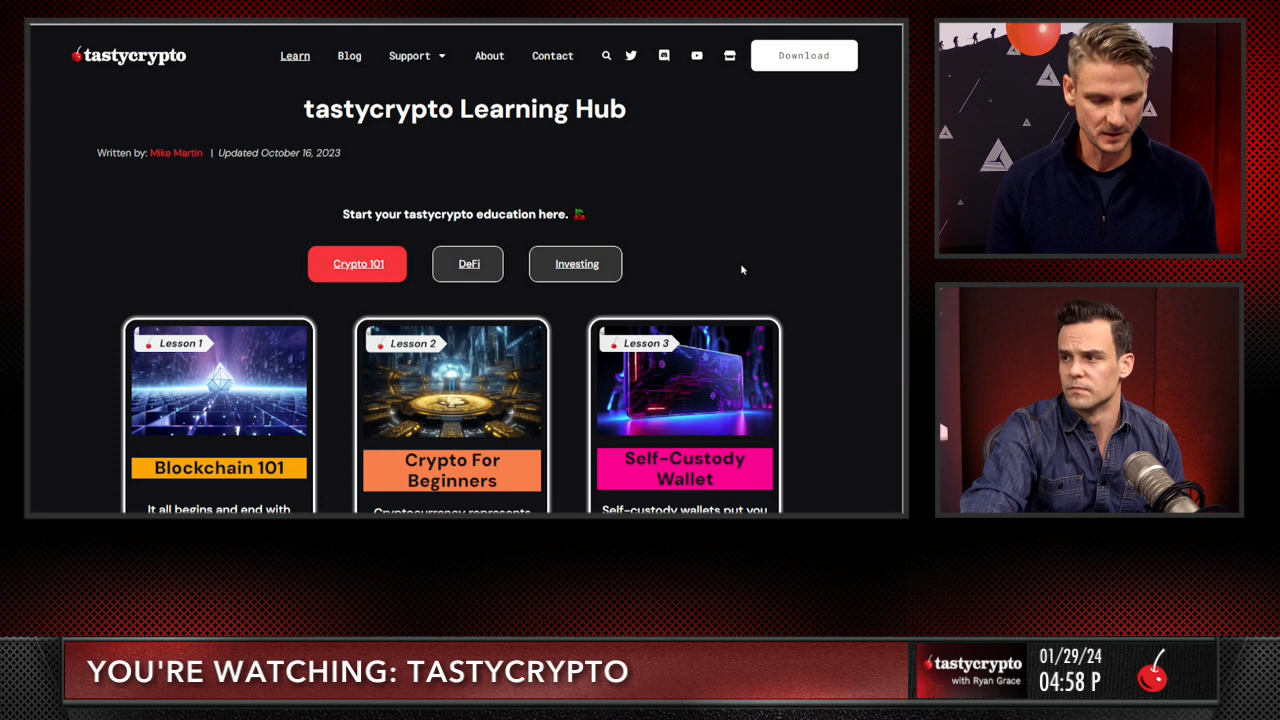 tastycrypto
Learn Blog Support About Contact Download
tastycrypto Learning Hub
Written by: Mike Martin | Updated October 16, 2023
Start your tastycrypto education here.
Crypto 101 DeFi Investing
Lesson 1
Blockchain 101
It all begins and end with
Lesson 2
Crypto For
Beginners
Cryptocurrency represents
Lesson 3
Self-Custody
Wallet
Self-custody wallets put you
YOU'RE WATCHING: TASTYCRYPTO
tastycrypto
with Ryan Grace
01/29/24
04:58 P